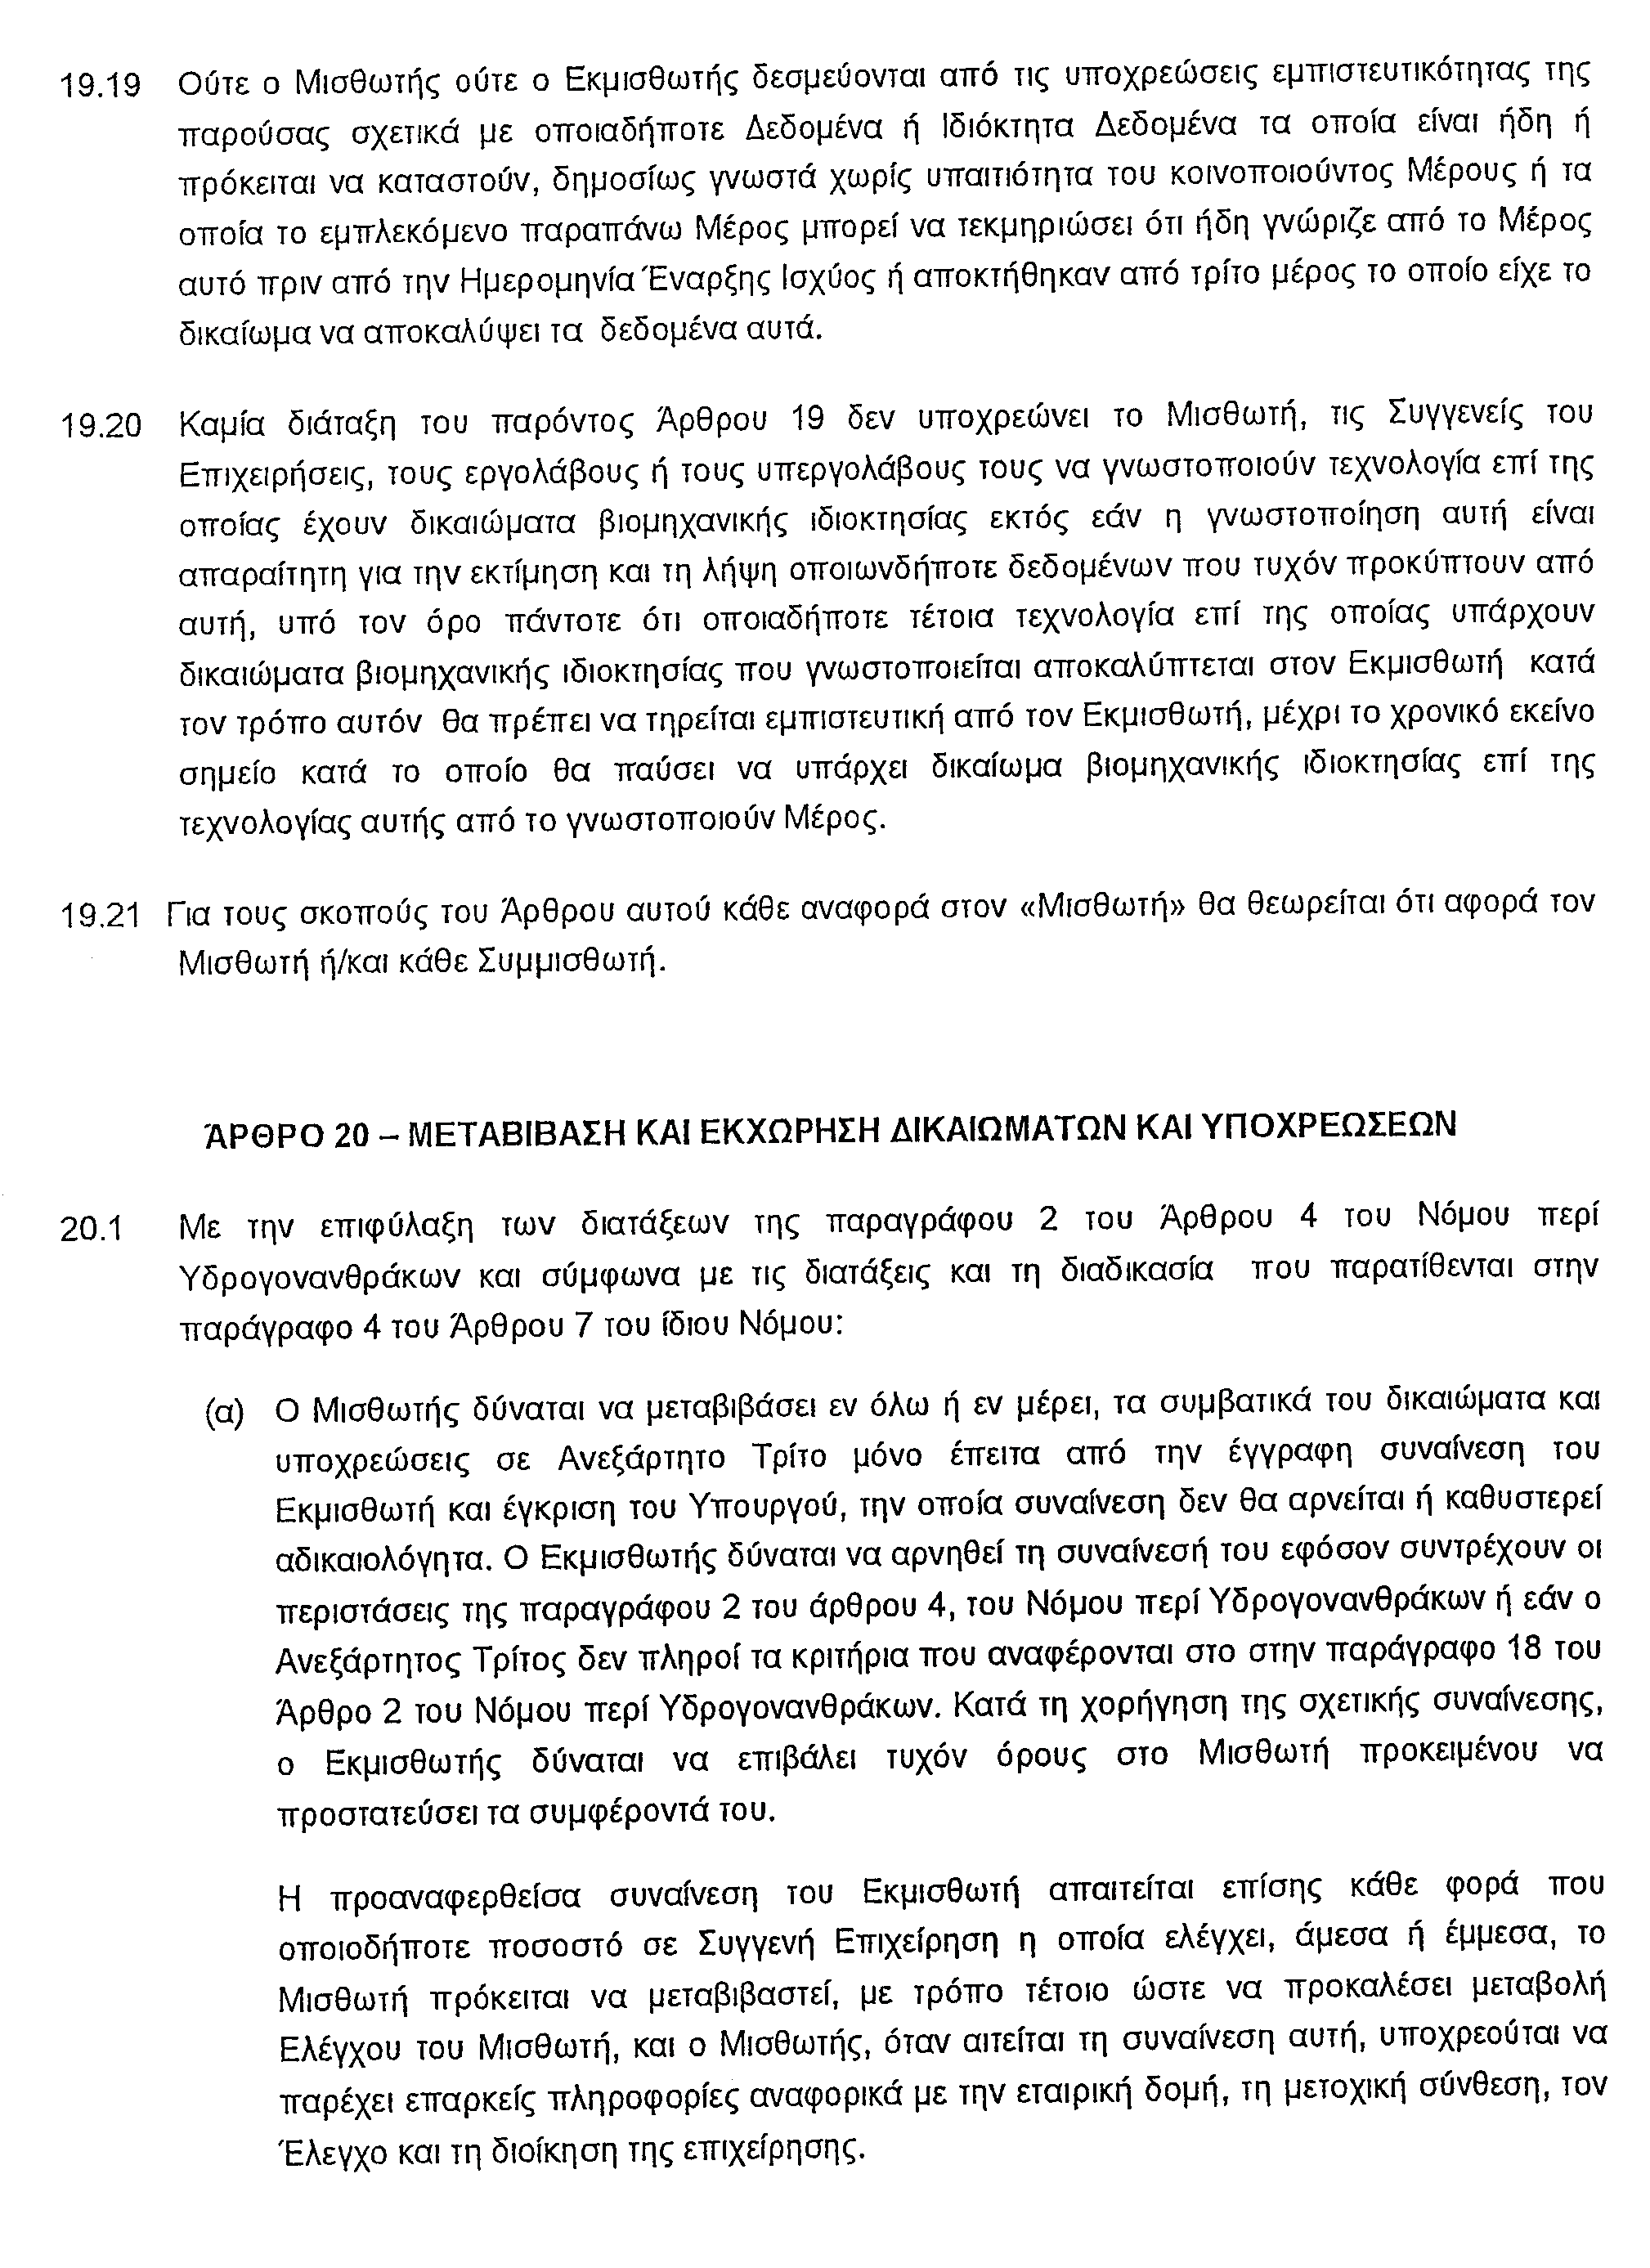 19.19 Ούτε ο Μισθωτής ούτε ο Εκμισθωτής δεσμεύονται από τις υποχρεώσεις εμπιστευτικότητας της
παρούσας σχετικά με οποιαδήποτε Δεδομένα ή Ιδιόκτητα Δεδομένα τα οποία είναι ήδη ή
πρόκειται να καταστούν, δημοσίως γνωστά χωρίς υπαιτιότητα του κοινοποιούντος Μέρους ή τα
οποία το εμπλεκόμενο παραπάνω Μέρος μπορεί να τεκμηριώσει ότι ήδη γνώριζε από το Μέρος
αυτό πριν από την Ημερομηνία Έναρξης Ισχύος ή αποκτήθηκαν από τρίτο μέρος το οποίο είχε το
δικαίωμα να αποκαλύψει τα δεδομένα αυτά.
19.20 Καμία διάταξη του παρόντος Άρθρου 19 δεν υποχρεώνει το Μισθωτή, τις Συγγενείς του
Επιχειρήσεις, τους εργολάβους ή τους υπεργολάβους τους να γνωστοποιούν τεχνολογία επί της
οποίας έχουν δικαιώματα βιομηχανικής ιδιοκτησίας εκτός εάν η γνωστοποίηση αυτή είναι
απαραίτητη για την εκτίμηση και τη λήψη οποιωνδήποτε δεδομένων που τυχόν προκύπτουν από
αυτή, υπό τον όρο πάντοτε ότι οποιαδήποτε τέτοια τεχνολογία επί της οποίας υπάρχουν
δικαιώματα βιομηχανικής ιδιοκτησίας που γνωστοποιείται αποκαλύπτεται στον Εκμισθωτή κατά
τον τρόπο αυτόν θα πρέπει να τηρείται εμπιστευτική από τον Εκμισθωτή, μέχρι το χρονικό εκείνο
σημείο κατά το οποίο θα παύσει να υπάρχει δικαίωμα βιομηχανικής ιδιοκτησίας επί της
τεχνολογίας αυτής από το γνωστοποιούν Μέρος.
19.21 Για τους σκοπούς του Άρθρου αυτού κάθε αναφορά στον «Μισθωτή» θα θεωρείται ότι αφορά τον
Μισθωτή ή/και κάθε Συμμισθωτή.
ΆΡΘΡΟ 20 – ΜΕΤΑΒΙΒΑΣΗ ΚΑΙ ΕΚΧΩΡΗΣΗ ΔΙΚΑΙΩΜΑΤΩΝ ΚΑΙ ΥΠΟΧΡΕΩΣΕΩΝ
20.1 Με την επιφύλαξη των διατάξεων της παραγράφου 2 του Άρθρου 4 του Νόμου περί
Υδρογονανθράκων και σύμφωνα με τις διατάξεις και τη διαδικασία που παρατίθενται στην
παράγραφο 4 του Άρθρου 7 του ίδιου Νόμου:
(α) Ο Μισθωτής δύναται να μεταβιβάσει εν όλω ή εν μέρει, τα συμβατικά του δικαιώματα και
υποχρεώσεις σε Ανεξάρτητο Τρίτο μόνο έπειτα από την έγγραφη συναίνεση του
Εκμισθωτή και έγκριση του Υπουργού, την οποία συναίνεση δεν θα αρνείται ή καθυστερεί
αδικαιολόγητα. Ο Εκμισθωτής δύναται να αρνηθεί τη συναίνεσή του εφόσον συντρέχουν οι
περιστάσεις της παραγράφου 2 του άρθρου 4, του Νόμου περί Υδρογονανθράκων ή εάν ο
Ανεξάρτητος Τρίτος δεν πληροί τα κριτήρια που αναφέρονται στο στην παράγραφο 18 του
Άρθρο 2 του Νόμου περί Υδρογονανθράκων. Κατά τη χορήγηση της σχετικής συναίνεσης,
ο Εκμισθωτής δύναται να επιβάλει τυχόν όρους στο Μισθωτή προκειμένου να
προστατεύσει τα συμφέροντά του.
Η προαναφερθείσα συναίνεση του Εκμισθωτή απαιτείται επίσης κάθε φορά που
οποιοδήποτε ποσοστό σε Συγγενή Επιχείρηση η οποία ελέγχει, άμεσα ή έμμεσα, το
Μισθωτή πρόκειται να μεταβιβαστεί, με τρόπο τέτοιο ώστε να προκαλέσει μεταβολή
Ελέγχου του Μισθωτή, και ο Μισθωτής, όταν αιτείται τη συναίνεση αυτή, υποχρεούται να
παρέχει επαρκείς πληροφορίες αναφορικά με την εταιρική δομή, τη μετοχική σύνθεση, τον
Έλεγχο και τη διοίκηση της επιχείρησης.